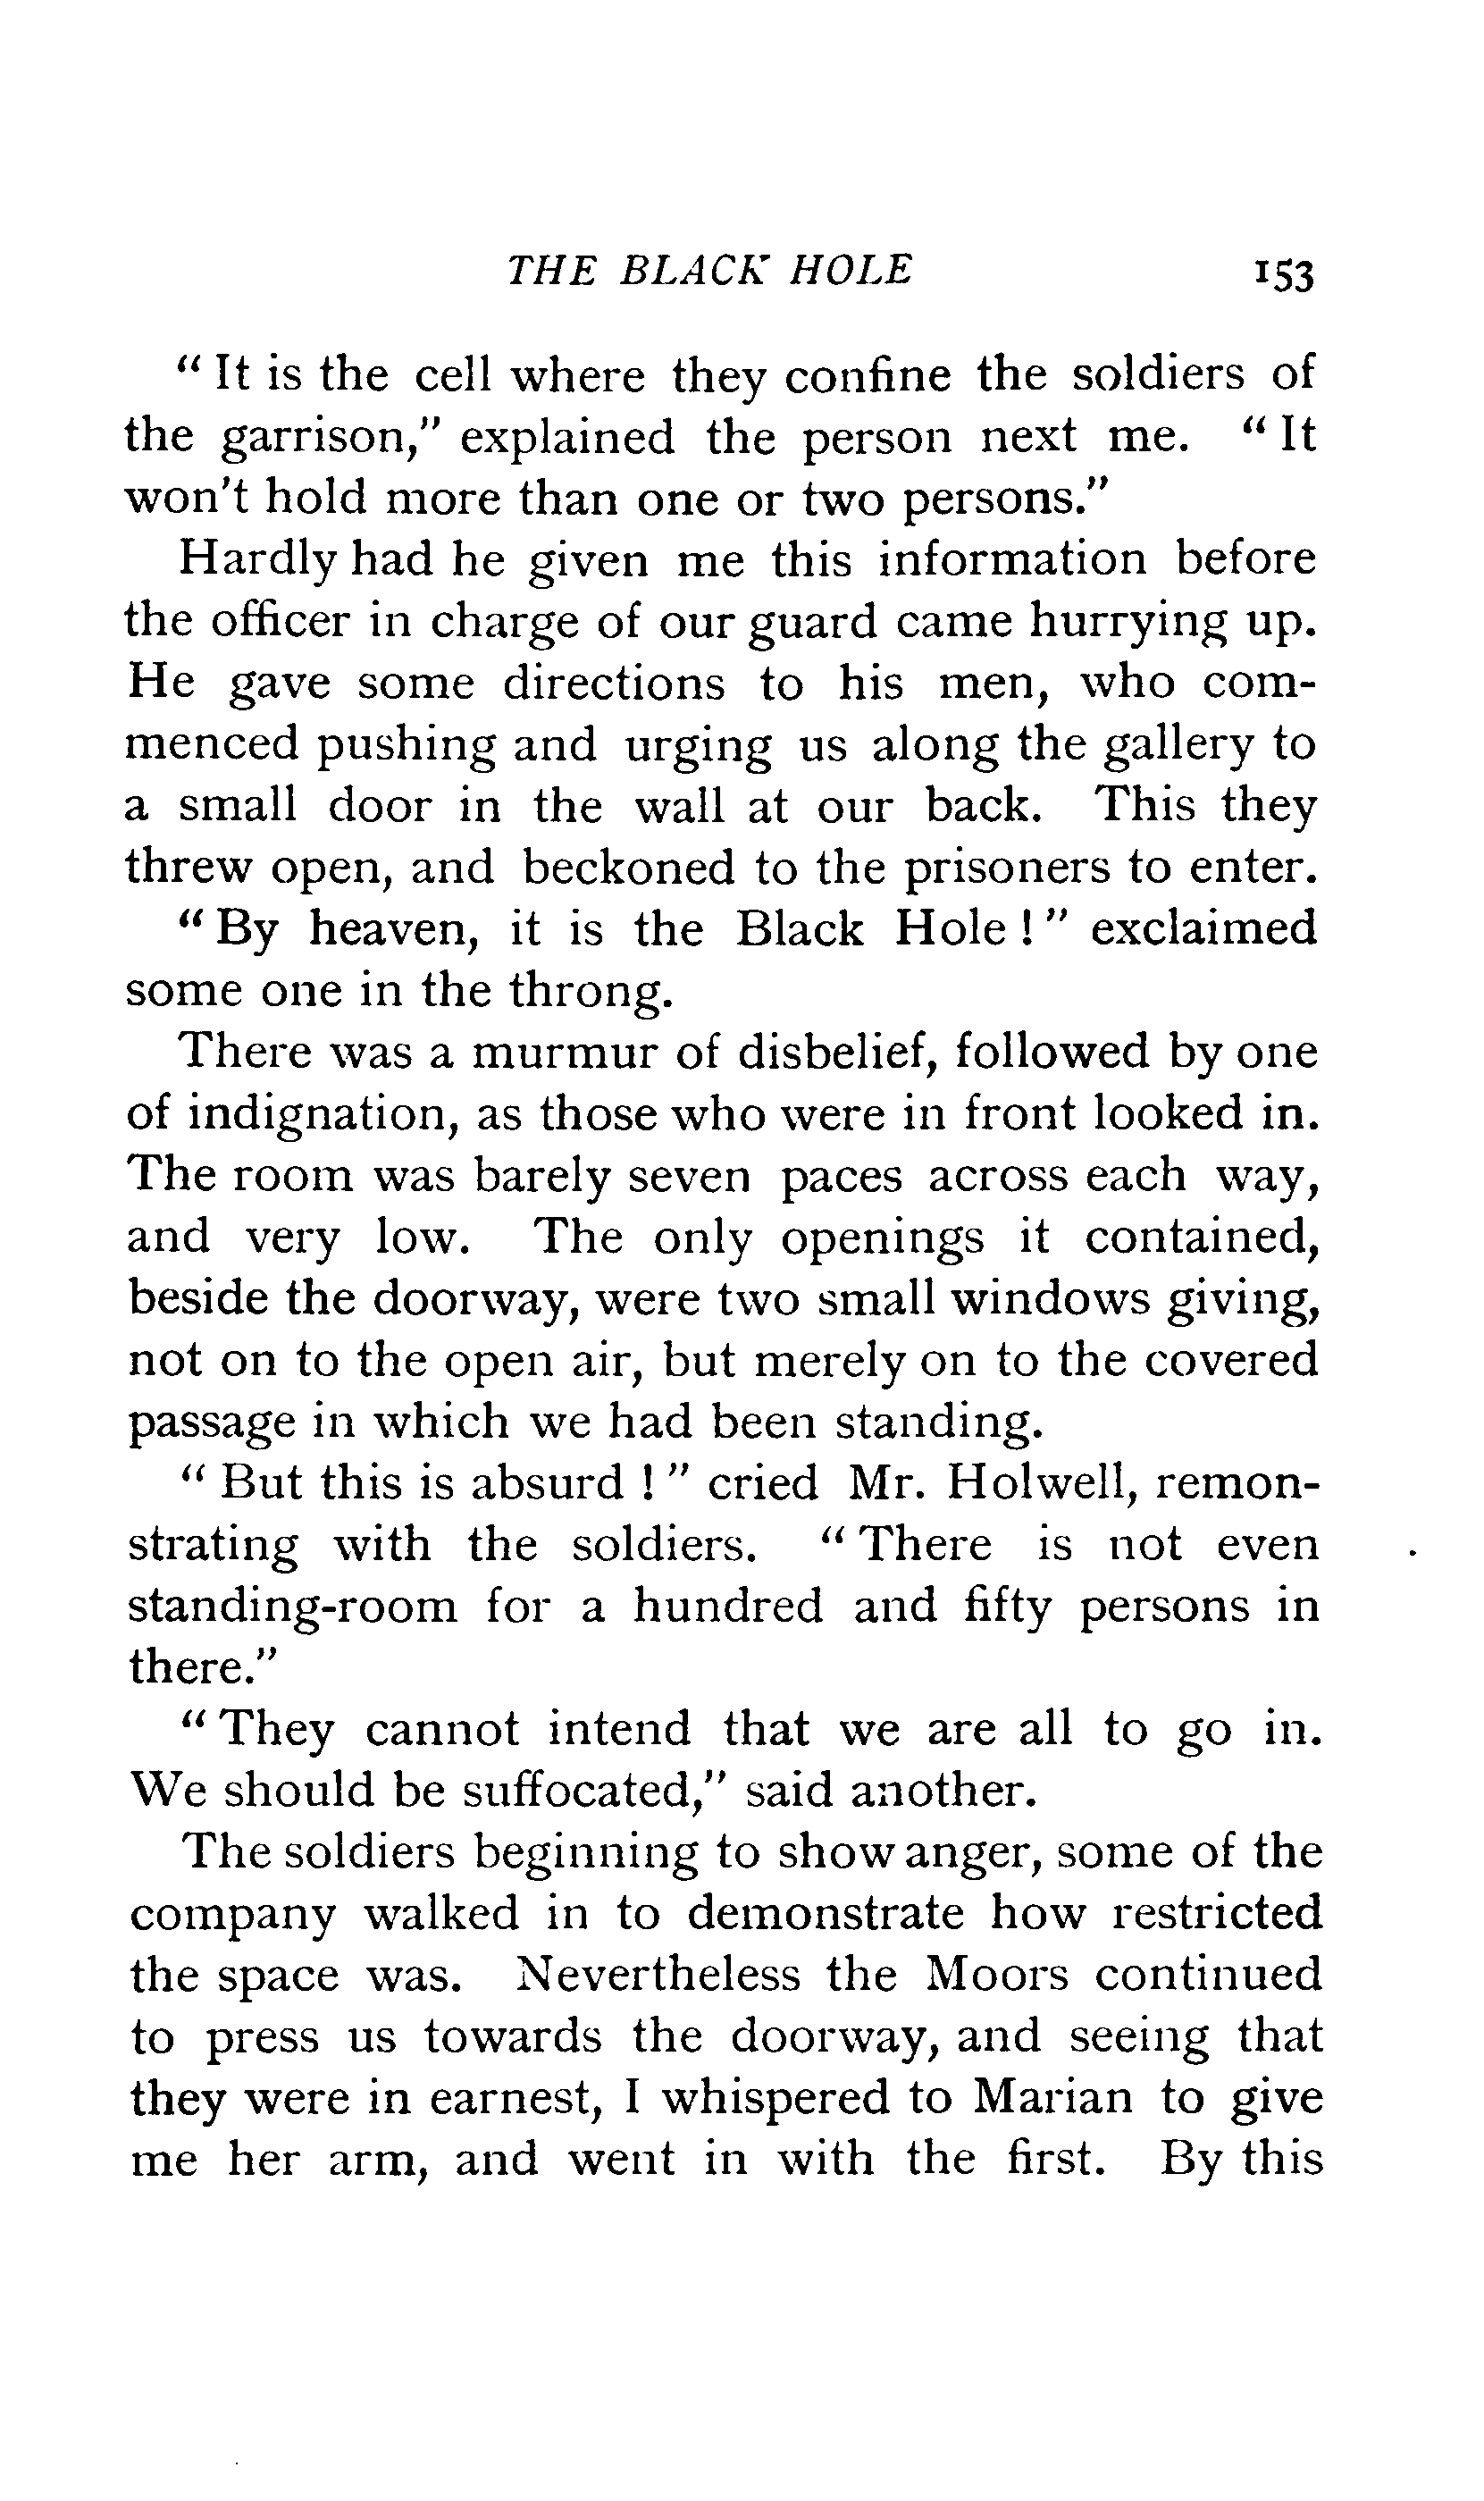 THE BLACK HOLE 153
“ It is the cell where they confine the soldiers of
the garrison,” explained the person next me. “ It
won't hold more than one or two persons.”
Hardly had he given me this information before
the officer in charge of our guard came hurrying up.
He gave some directions to his men, who com-
menced pushing and urging us along the gallery to
a small door in the wall at our back. This they
threw open, and beckoned to the prisoners to enter.
“ By heaven, it is the Black Hole ! ” exclaimed
some one in the throng.
There was a murmur of disbelief, followed by one
of indignation, as those who were in front looked in.
The room was barely seven paces across each way,
and very low. The only openings it contained,
beside the doorway, were two small windows giving,
not on to the open air, but merely on to the covered
passage in which we had been standing.
“ But this is absurd ! ” cried Mr. Holwell, remon-
strating with the soldiers. “ There is not even
standing-room for a hundred and fifty persons in
there.”
“ They cannot intend that we are all to go in.
We should be suffocated,” said another.
The soldiers beginning to show anger, some of the
company walked in to demonstrate how restricted
the space was. Nevertheless the Moors continued
to press us towards the doorway, and seeing that
they were in earnest, I whispered to Marian to give
me her arm, and went in with the first. By this